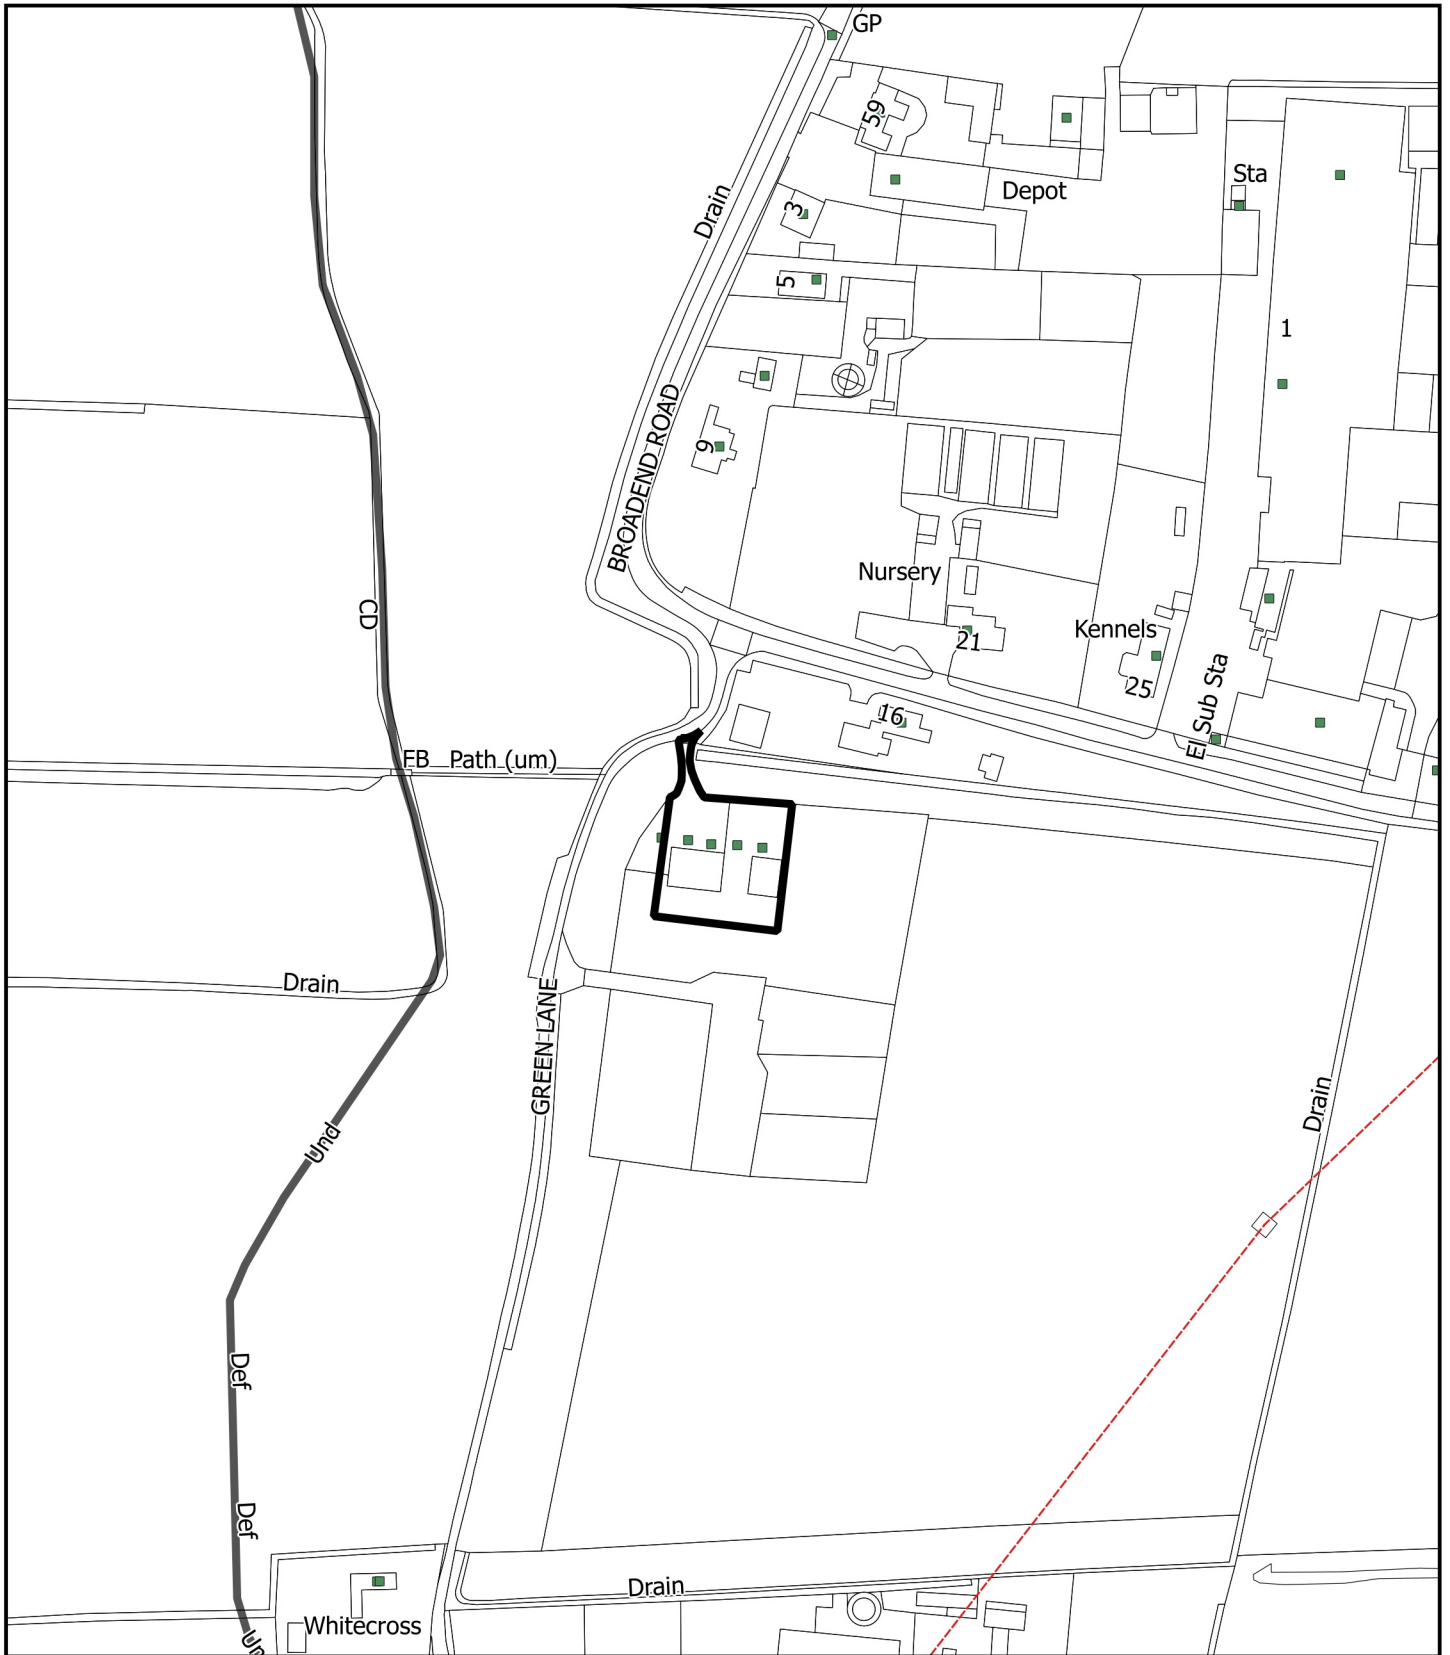 GP
59
Sta
Depot
Drain
3
5
1
BROADEND ROAD
9
Nursery
CD
Kennels
21
25
El Sub Sta
16
FB Path (um)
Drain
GREEN LANE
Drain
Und
Def
Def
Drain
Whitecross